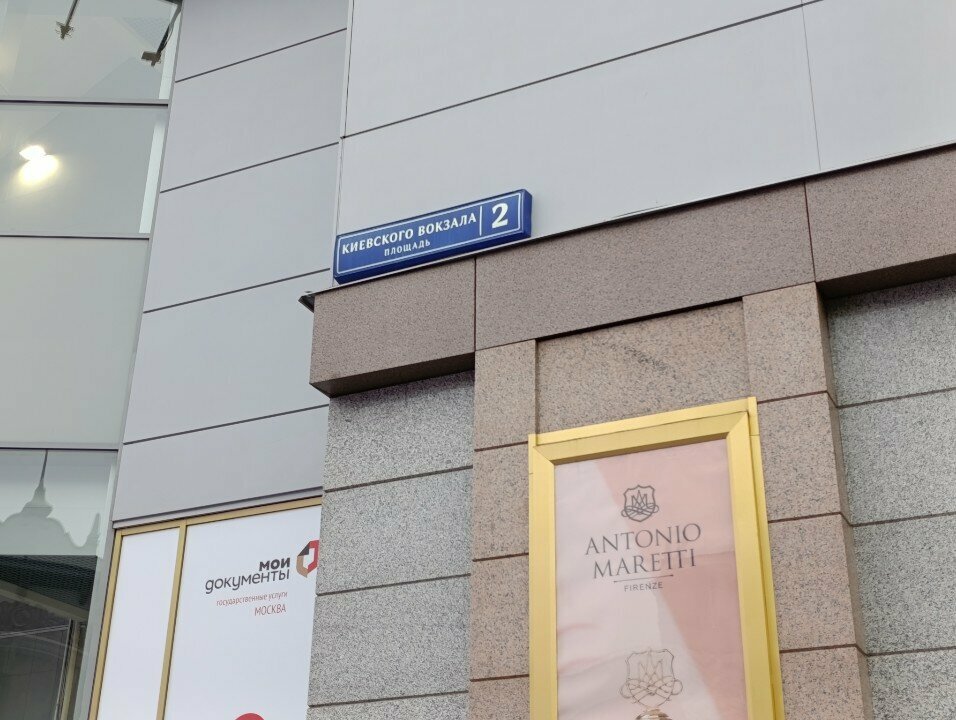 КИЕВСКОГО ВОКЗАЛА
ПЛОЩАДЬ
2
мои
документы
государственные услуги
МОСКВА
ANTONIO
MARETTI
FIRENZE